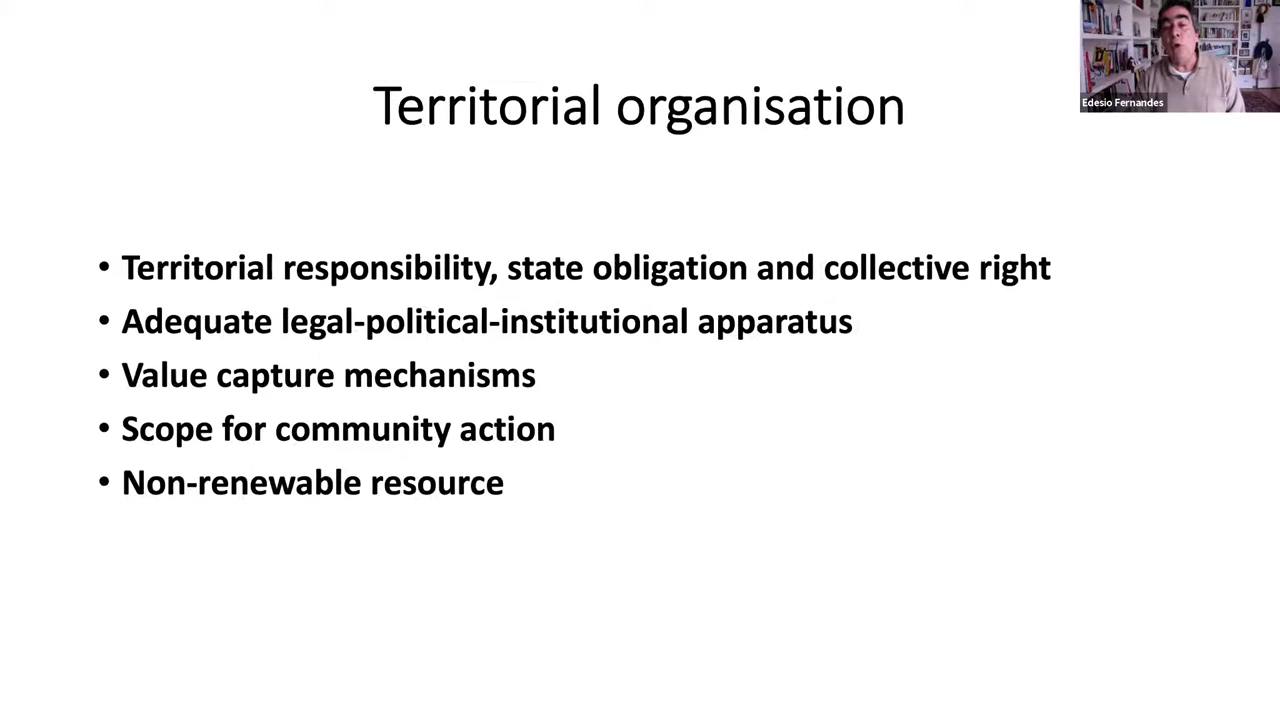 Edesio Fernandes
Territorial organisation
• Territorial responsibility, state obligation and collective right
• Adequate legal-political-institutional apparatus
• Value capture mechanisms
• Scope for community action
• Non-renewable resource